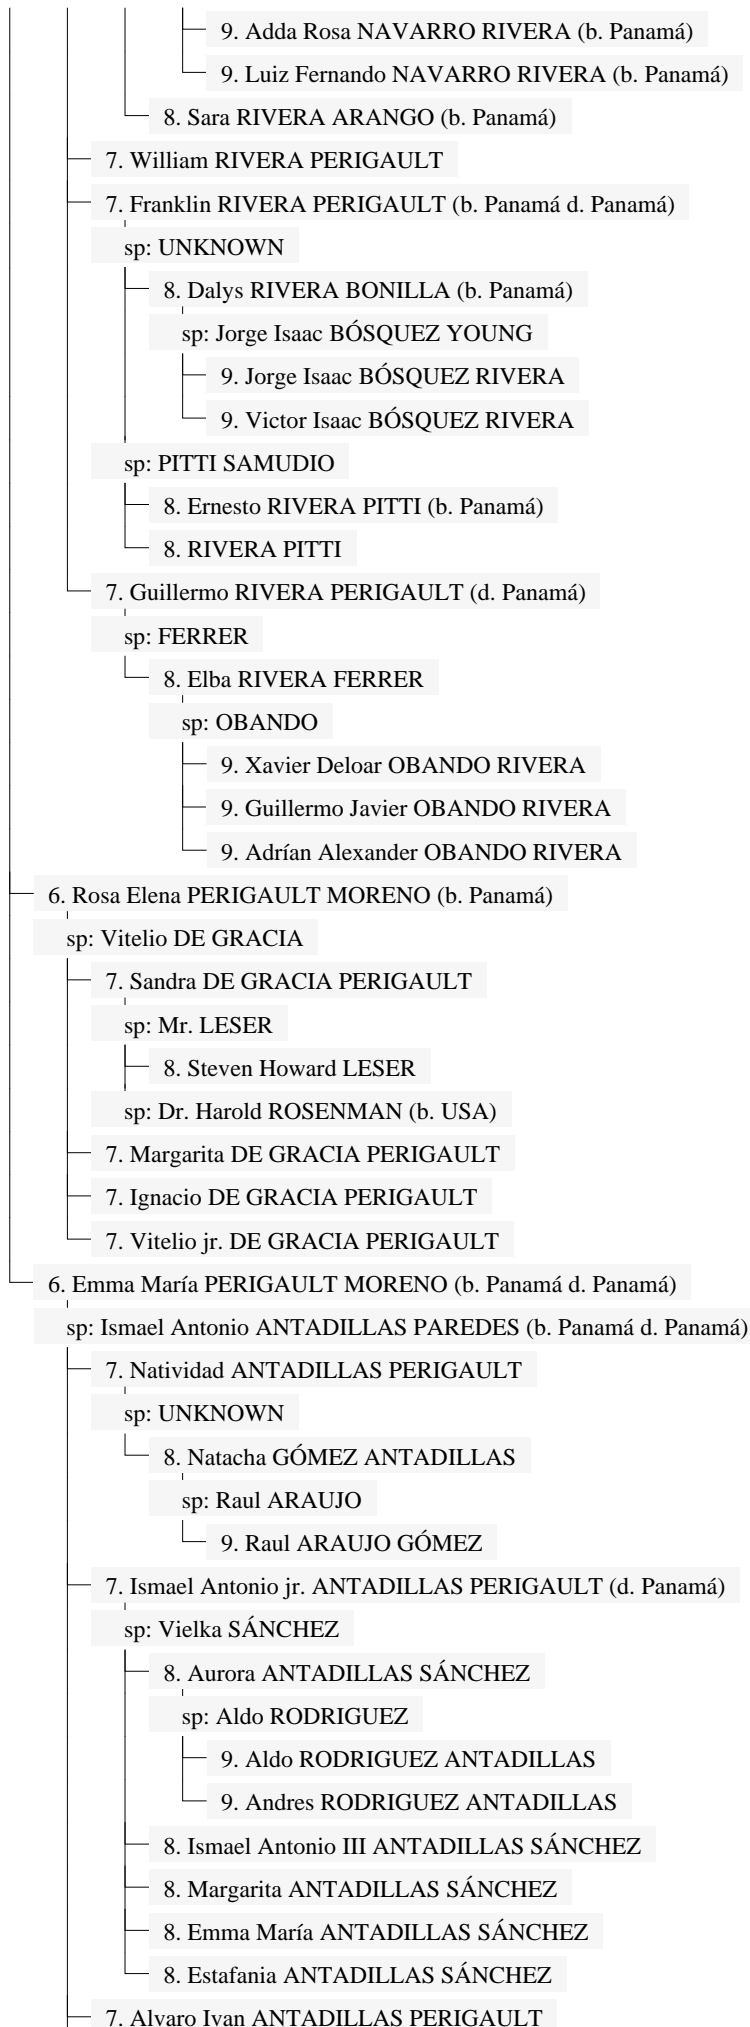 9. Adda Rosa NAVARRO RIVERA (b. Panamá)
9. Luiz Fernando NAVARRO RIVERA (b. Panamá)
8. Sara RIVERA ARANGO (b. Panamá)
7. William RIVERA PERIGAULT
7. Franklin RIVERA PERIGAULT (b. Panamá d. Panamá)
sp: UNKNOWN
8. Dalys RIVERA BONILLA (b. Panamá)
sp: Jorge Isaac BÓSQUEZ YOUNG
9. Jorge Isaac BÓSQUEZ RIVERA
9. Victor Isaac BÓSQUEZ RIVERA
sp: PITTI SAMUDIO
8. Ernesto RIVERA PITTI (b. Panamá)
8. RIVERA PITTI
7. Guillermo RIVERA PERIGAULT (d. Panamá)
sp: FERRER
8. Elba RIVERA FERRER
sp: OBANDO
9. Xavier Deloar OBANDO RIVERA
9. Guillermo Javier OBANDO RIVERA
9. Adrían Alexander OBANDO RIVERA
6. Rosa Elena PERIGAULT MORENO (b. Panamá)
sp: Vitelio DE GRACIA
7. Sandra DE GRACIA PERIGAULT
sp: Mr. LESER
8. Steven Howard LESER
sp: Dr. Harold ROSENMAN (b. USA)
7. Margarita DE GRACIA PERIGAULT
7. Ignacio DE GRACIA PERIGAULT
7. Vitelio jr. DE GRACIA PERIGAULT
6. Emma María PERIGAULT MORENO (b. Panamá d. Panamá)
sp: Ismael Antonio ANTADILLAS PAREDES (b. Panamá d. Panamá)
7. Natividad ANTADILLAS PERIGAULT
sp: UNKNOWN
8. Natacha GÓMEZ ANTADILLAS
sp: Raul ARAUJO
9. Raul ARAUJO GÓMEZ
7. Ismael Antonio jr. ANTADILLAS PERIGAULT (d. Panamá)
sp: Vielka SÁNCHEZ
8. Aurora ANTADILLAS SÁNCHEZ
sp: Aldo RODRIGUEZ
9. Aldo RODRIGUEZ ANTADILLAS
9. Andres RODRIGUEZ ANTADILLAS
8. Ismael Antonio III ANTADILLAS SÁNCHEZ
8. Margarita ANTADILLAS SÁNCHEZ
8. Emma María ANTADILLAS SÁNCHEZ
8. Estafania ANTADILLAS SÁNCHEZ
7. Alvaro Ivan ANTADILLAS PERIGAULT